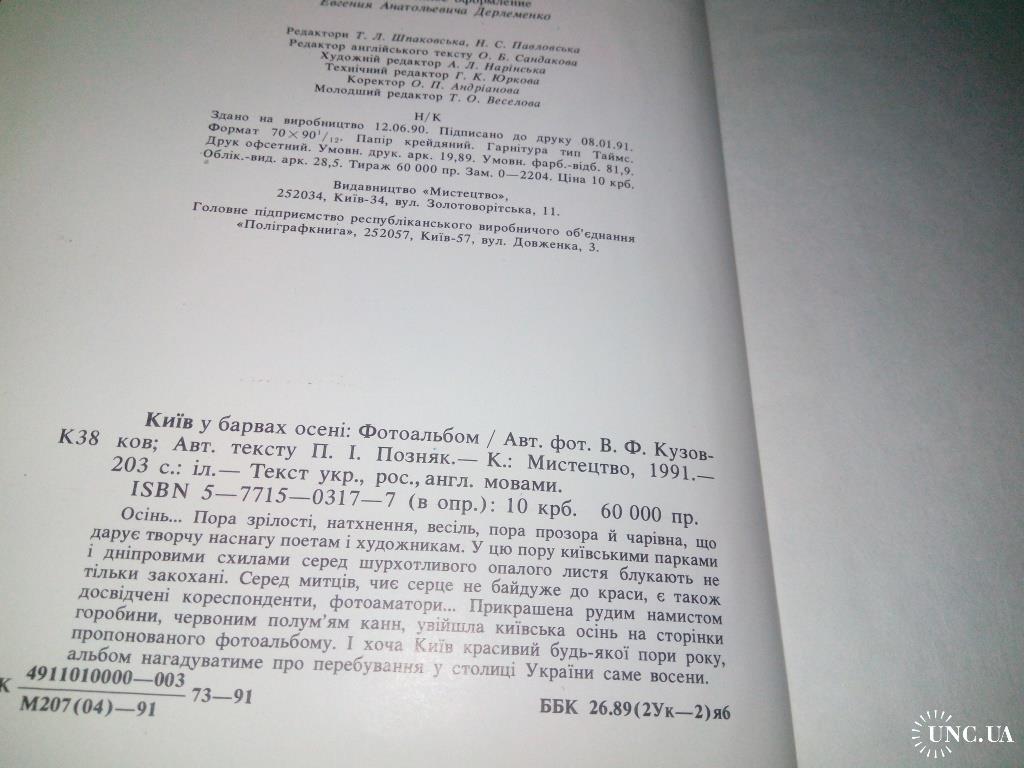 оформление
Евгения Анатольевича Дерлеменко
Редактори Т. Л. Шпаковська, Н. С. Павловська
Редактор англійського тексту О. Б. Сандакова
Художній редактор А. Л. Нарінська
Технічний редактор Г. К. Юркова
Коректор О. П. Андріанова
Молодший редактор Т. О. Веселова
Н/К
Здано на виробництво 12.06.90. Підписано до друку 08.01.91.
Формат 70×90¹/₁₂. Папір крейдяний. Гарнітура тип Таймс.
Друк офсетний. Умовн. друк. арк. 19,89. Умовн. фарб.-відб. 81,9.
Облік.-вид. арк. 28,5. Тираж 60 000 пр. Зам. 0—2204. Ціна 10 крб.
Видавництво «Мистецтво»,
252034, Київ-34, вул. Золотоворітська, 11.
Головне підприємство республіканського виробничого об'єднання
«Поліграфкнига», 252057, Київ-57, вул. Довженка, 3.
Київ у барвах осені: Фотоальбом / Авт. фот. В. Ф. Кузов-
К38 ков; Авт. тексту П. І. Позняк.— К.: Мистецтво, 1991.—
203 с.: іл.— Текст укр., рос., англ. мовами.
ISBN 5—7715—0317—7 (в опр.): 10 крб. 60 000 пр.
Осінь... Пора зрілості, натхнення, весіль, пора прозора й чарівна, що
дарує творчу наснагу поетам і художникам. У цю пору київськими парками
і дніпровими схилами серед шурхотливого опалого листя блукають не
тільки закохані. Серед митців, чиє серце не байдуже до краси, є також
досвідчені кореспонденти, фотоаматори... Прикрашена рудим намистом
горобини, червоним полум'ям канн, увійшла київська осінь на сторінки
пропонованого фотоальбому. І хоча Київ красивий будь-якої пори року,
альбом нагадуватиме про перебування у столиці України саме восени.
К 4911010000—003
М207(04)—91 73—91
ББК 26.89(2Ук—2)яб
UNC.UA